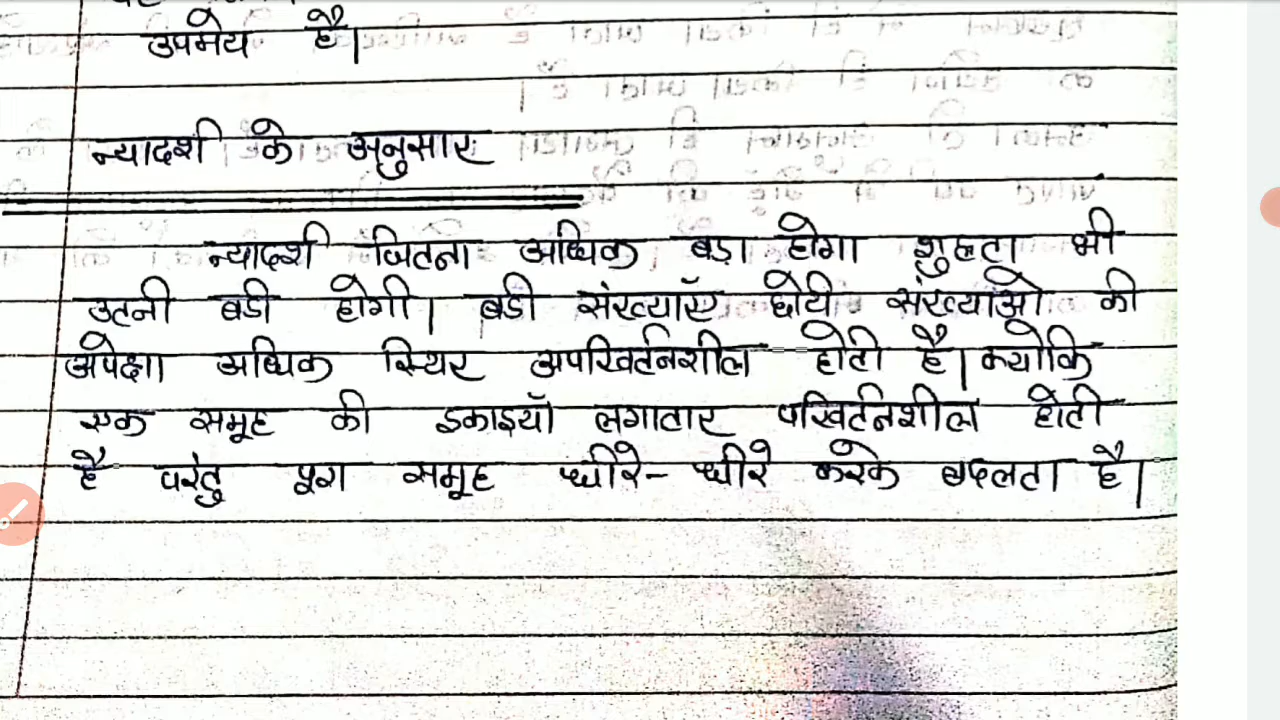 उपमेय है।
न्यादर्श के अनुसार
न्यादर्श जितना अधिक बड़ा होगा शुद्धता भी
उतनी बडी होगी। बडी संख्याएँ छोटी संख्याओ की
अपेक्षा अधिक स्थिर अपरिवर्तनशील होती है। क्योकि
एक समूह की इकाइयाँ लगातार परिवर्तनशील होती
है परंतु पूरा समूह धीरे-धीरे करके बदलता है।